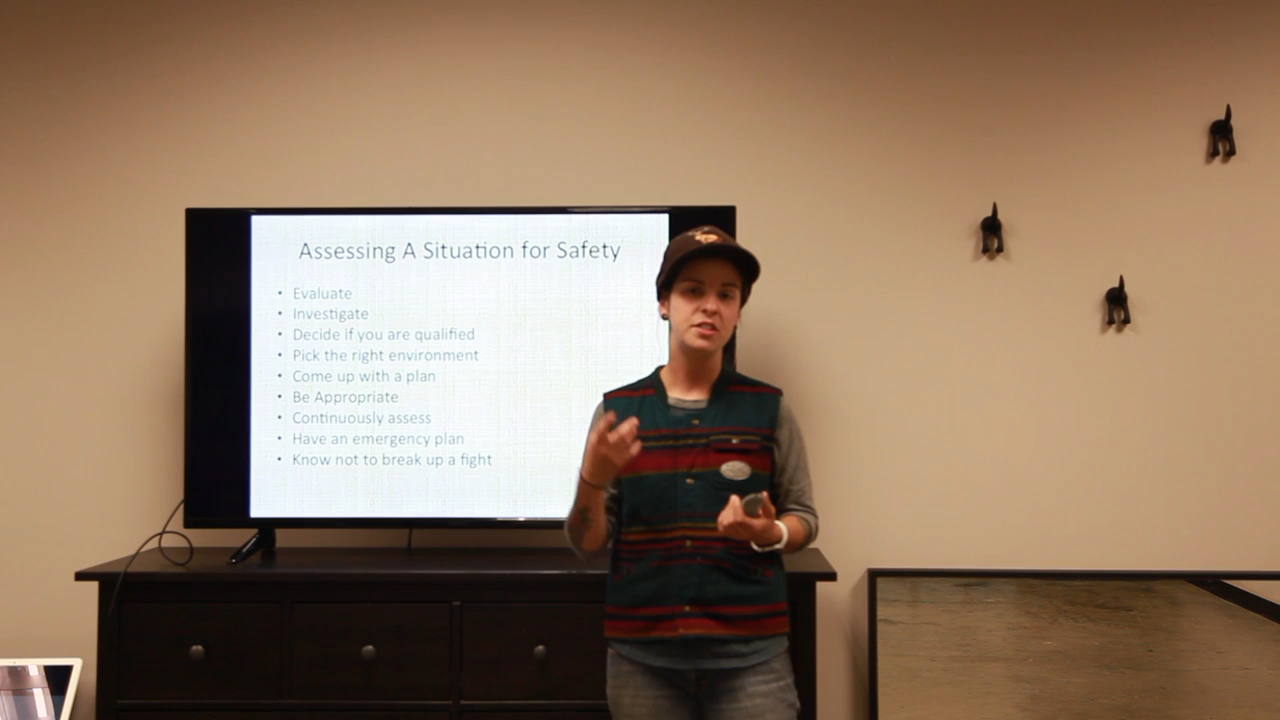 Assessing A Situation for Safety
• Evaluate
• Investigate
• Decide if you are qualified
• Pick the right environment
• Come up with a plan
• Be Appropriate
• Continuously assess
• Have an emergency plan
• Know not to break up a fight